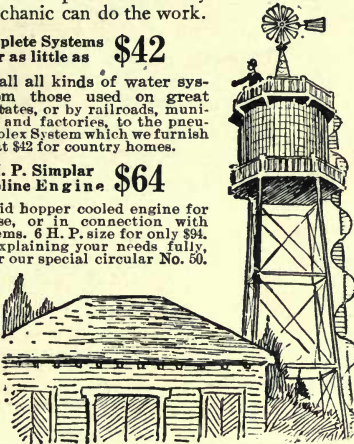 chanic can do the work.
plete Systems
r as little as $42
all all kinds of water sys-
om those used on great
tates, or by railroads, muni-
and factories, to the pneu-
plex System which we furnish
at $42 for country homes.
. P. Simplar
line Engine $64
id hopper cooled engine for
se, or in connection with
ems. 6 H. P. size for only $94.
xplaining your needs fully,
r our special circular No. 50.